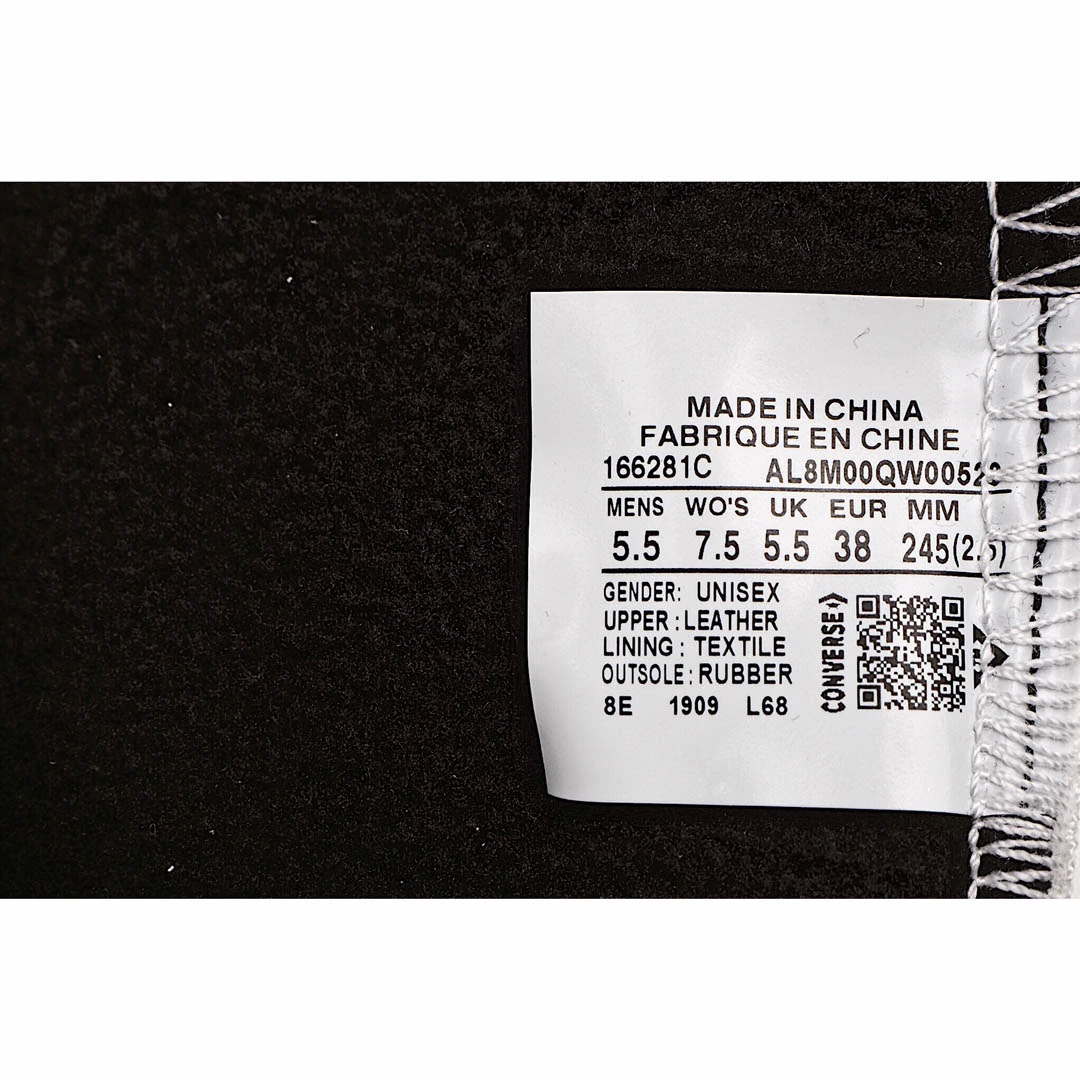 MADE IN CHINA
FABRIQUE EN CHINE
166281C
MENS WO'S UK EUR MM
5.5 7.5 5.5 38
GENDER: UNISEX
UPPER : LEATHER
LINING : TEXTILE
OUTSOLE : RUBBER
8E 1909 L68
CONVERSE